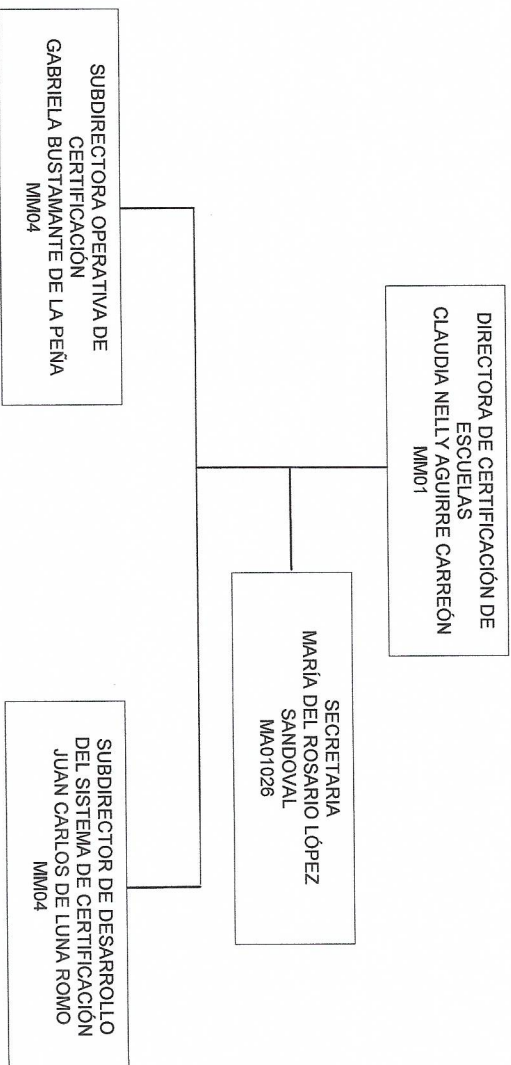 DIRECTORA DE CERTIFICACIÓN DE
ESCUELAS
CLAUDIA NELLY AGUIRRE CARREÓN
MM01
SECRETARIA
MARÍA DEL ROSARIO LÓPEZ
SANDOVAL
MA01026
SUBDIRECTORA OPERATIVA DE
CERTIFICACIÓN
GABRIELA BUSTAMANTE DE LA PEÑA
MM04
SUBDIRECTOR DE DESARROLLO
DEL SISTEMA DE CERTIFICACIÓN
JUAN CARLOS DE LUNA ROMO
MM04